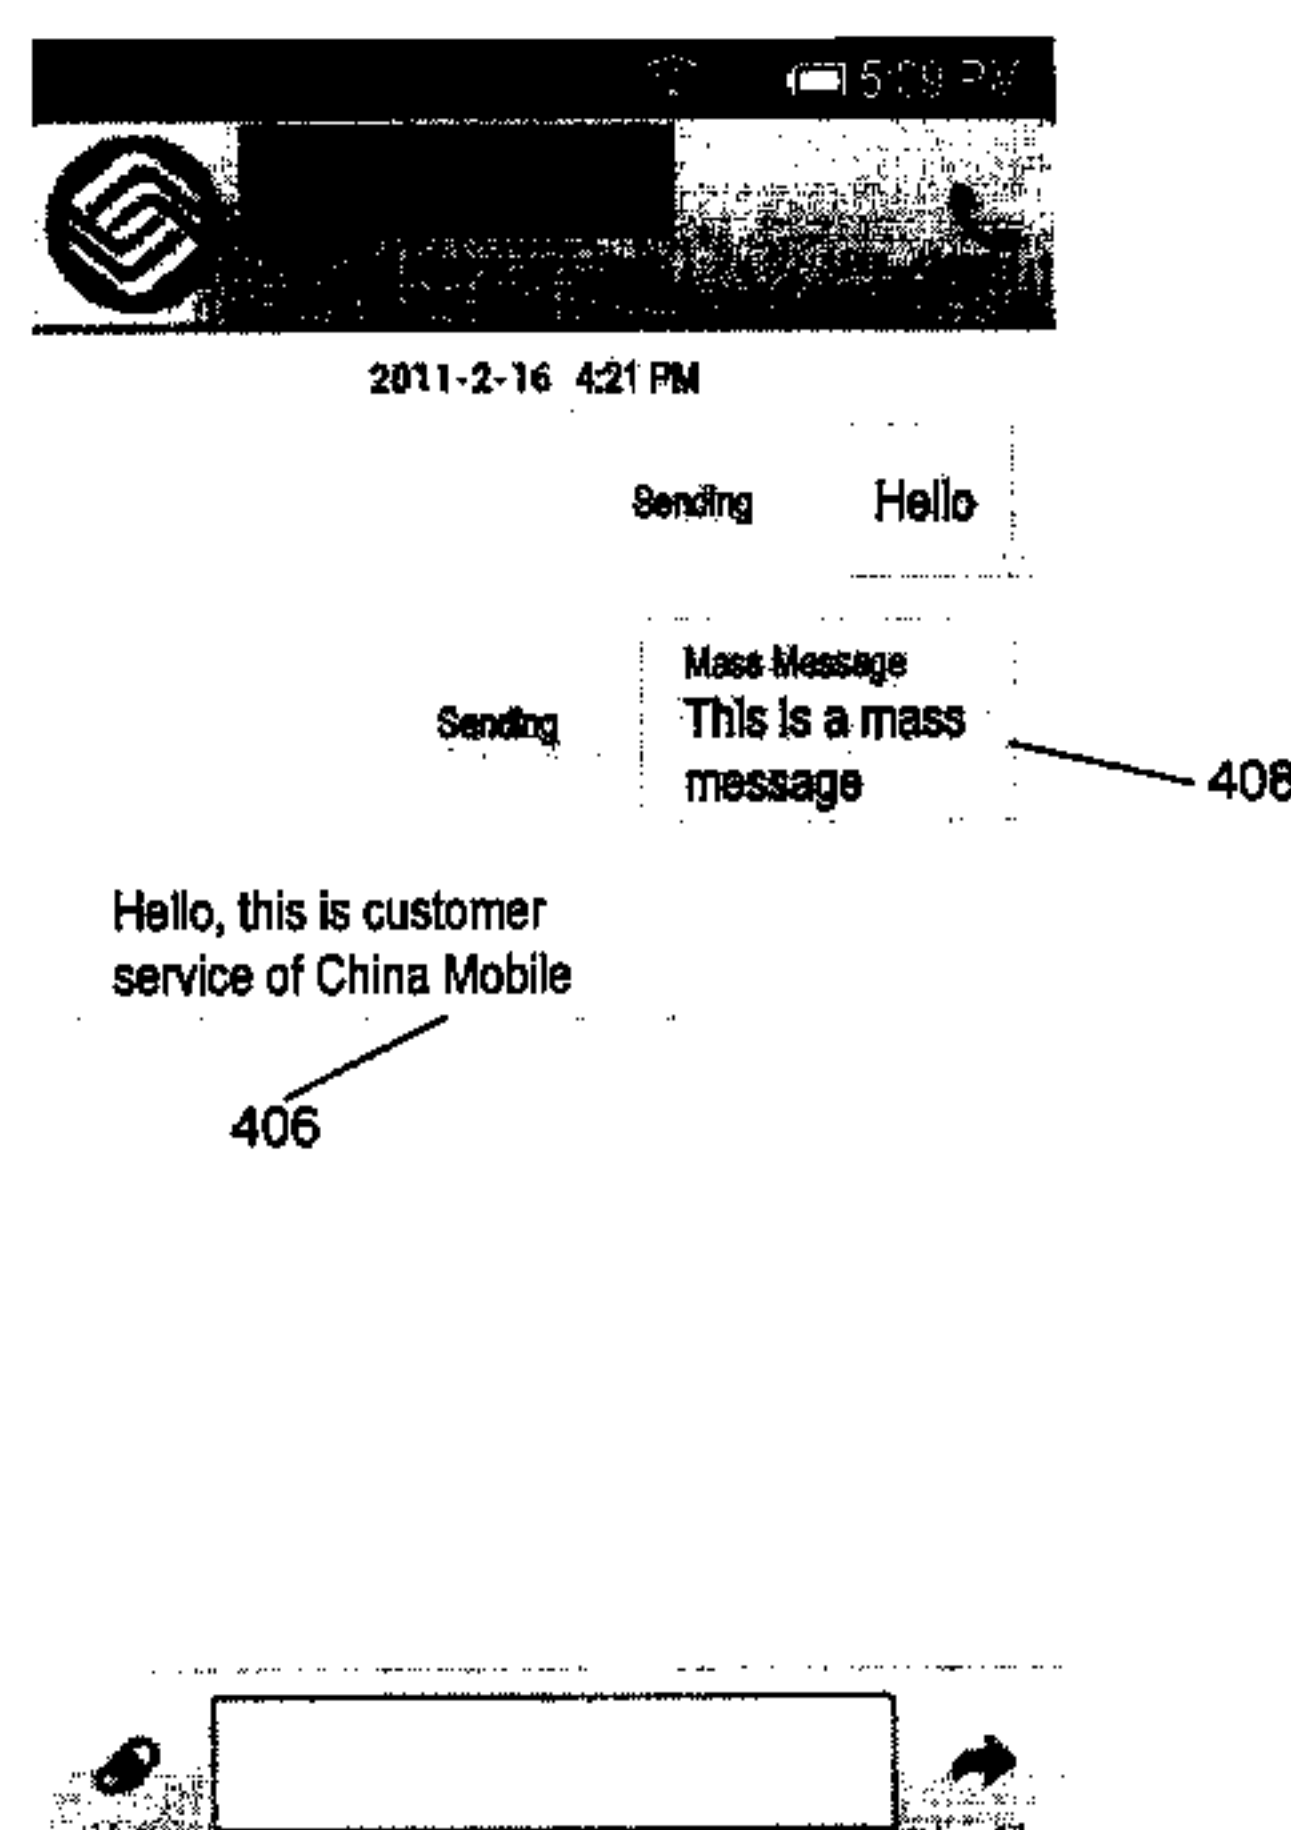 5:09 PM
2011-2-16 4:21 PM
Sending Hello
Mass Message
Sending This is a mass
message
408
Hello, this is customer
service of China Mobile
406